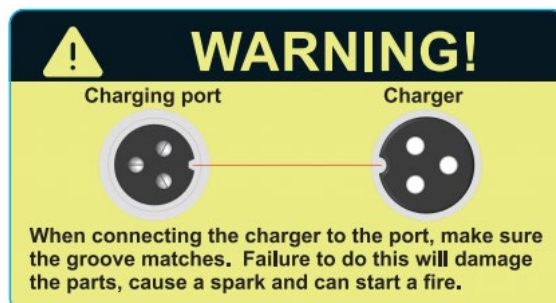 WARNING!
Charging port
Charger
When connecting the charger to the port, make sure
the groove matches.  Failure to do this will damage
the parts, cause a spark and can start a fire.